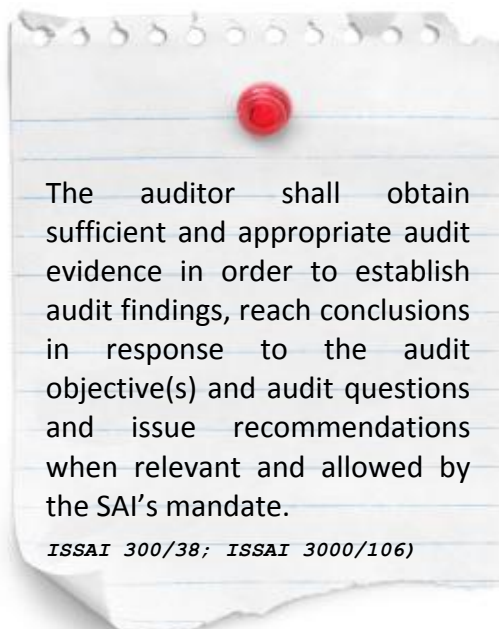 The auditor shall obtain
sufficient and appropriate audit
evidence in order to establish
audit findings, reach conclusions
in response to the audit
objective(s) and audit questions
and issue recommendations
when relevant and allowed by
the SAI’s mandate.
ISSAI 300/38; ISSAI 3000/106)